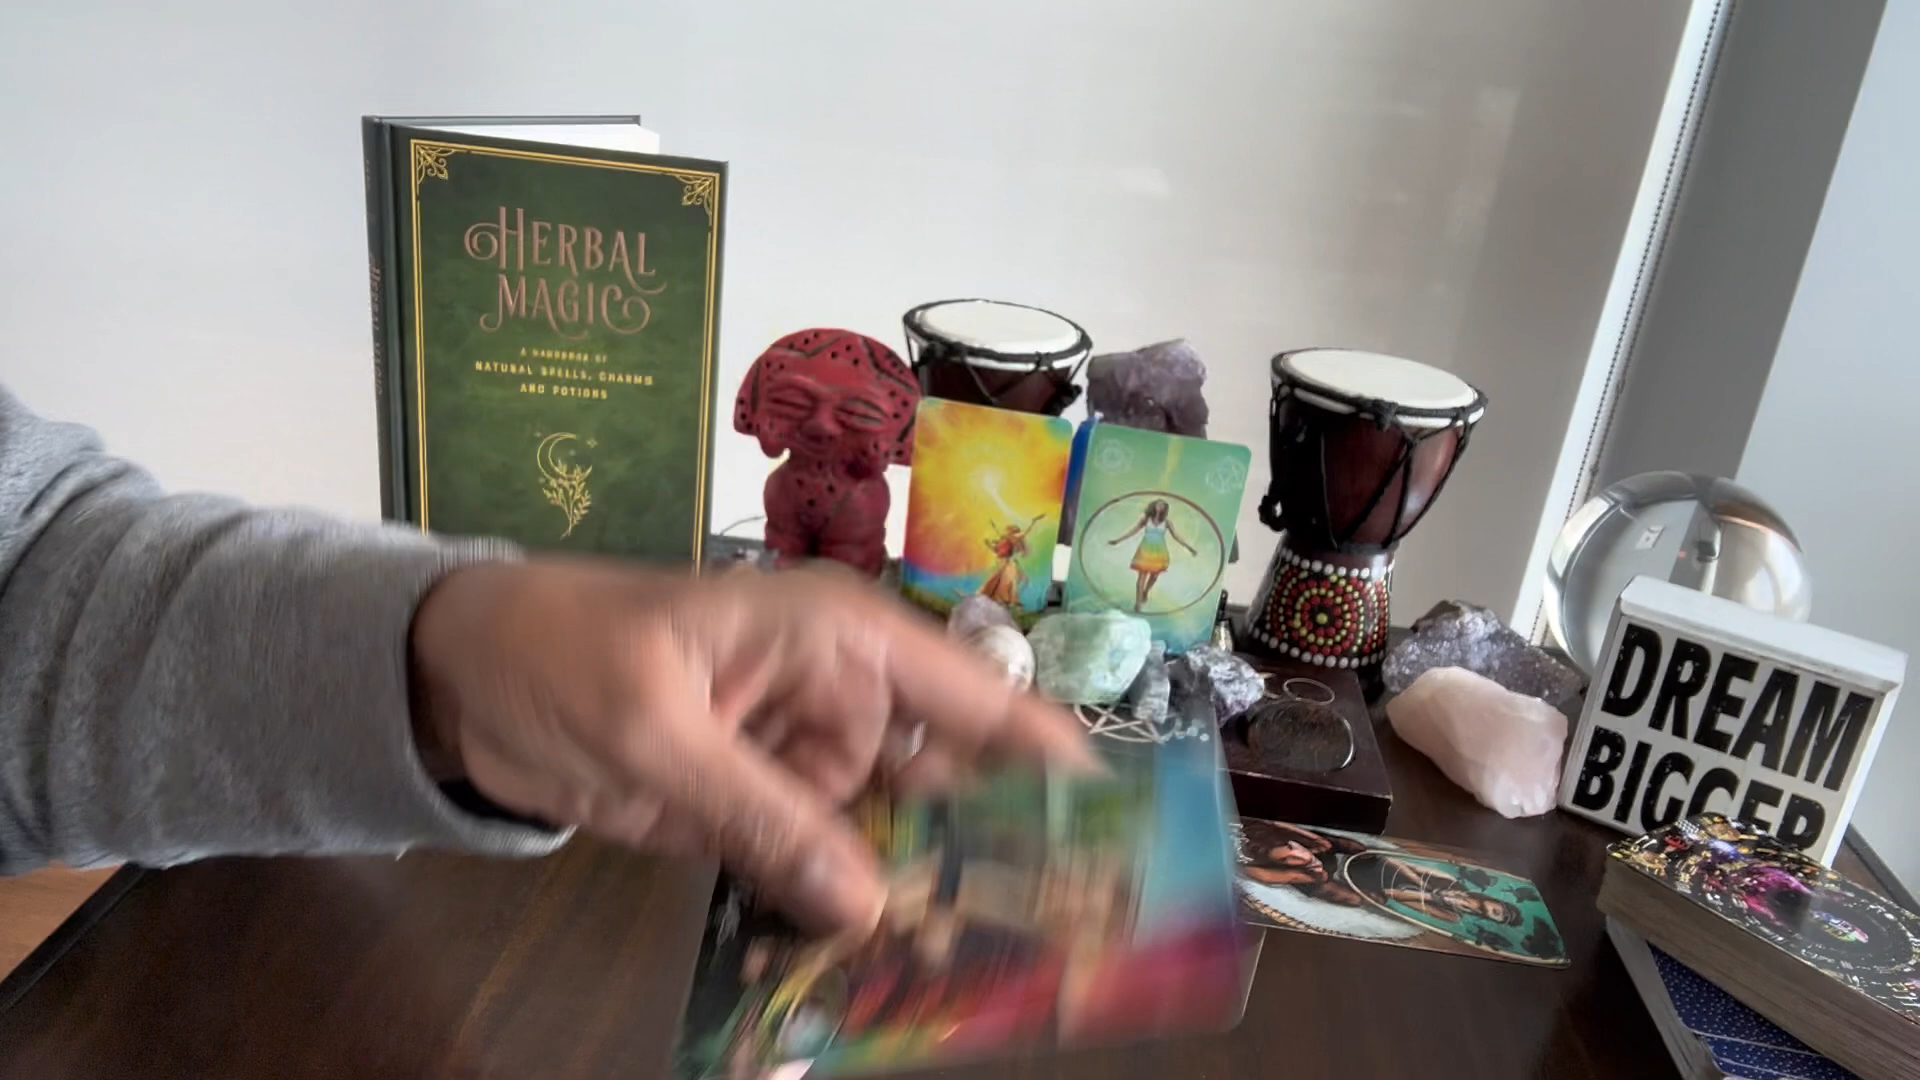 HERBAL
MAGIC
A HANDBOOK OF
NATURAL SPELLS, CHARMS
AND POTIONS
DREAM
BIGGER